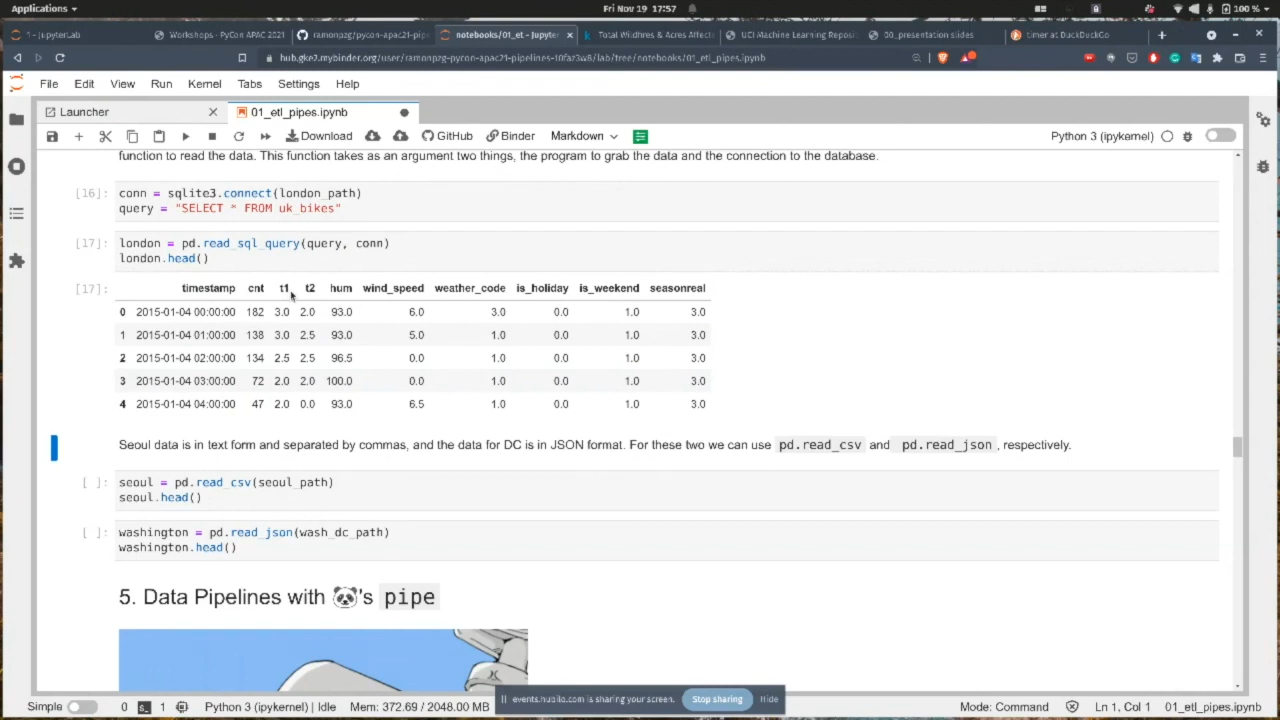 Applications
Fri Nov 19 17:57
100 %
1 - JupyterLab
Workshops - PyCon APAC 2021
ramonpzg/pycon-apac21-pipe
notebooks/01_et - Jupyter
Total Wildfires & Acres Affect
UCI Machine Learning Reposi
00_presentation slides
timer at DuckDuckGo
hub.gke2.mybinder.org/user/ramonpzg-pycon-apac21-pipelines-10faz3w8/lab/tree/notebooks/01_etl_pipes.ipynb
File Edit View Run Kernel Tabs Settings Help
Launcher
01_etl_pipes.ipynb
Download GitHub Binder Markdown
Python 3 (ipykernel)
function to read the data. This function takes as an argument two things, the program to grab the data and the connection to the database.
[16]: conn = sqlite3.connect(london_path)
query = "SELECT * FROM uk_bikes"
[17]: london = pd.read_sql_query(query, conn)
london.head()
[17]: timestamp cnt t1 t2 hum wind_speed weather_code is_holiday is_weekend seasonreal
0 2015-01-04 00:00:00 182 3.0 2.0 93.0 6.0 3.0 0.0 1.0 3.0
1 2015-01-04 01:00:00 138 3.0 2.5 93.0 5.0 1.0 0.0 1.0 3.0
2 2015-01-04 02:00:00 134 2.5 2.5 96.5 0.0 1.0 0.0 1.0 3.0
3 2015-01-04 03:00:00 72 2.0 2.0 100.0 0.0 1.0 0.0 1.0 3.0
4 2015-01-04 04:00:00 47 2.0 0.0 93.0 6.5 1.0 0.0 1.0 3.0
Seoul data is in text form and separated by commas, and the data for DC is in JSON format. For these two we can use pd.read_csv and pd.read_json, respectively.
[ ]: seoul = pd.read_csv(seoul_path)
seoul.head()
[ ]: washington = pd.read_json(wash_dc_path)
washington.head()
5. Data Pipelines with 🐼's pipe
events.hubilo.com is sharing your screen. Stop sharing Hide
Simple 0 1 Python 3 (ipykernel) | Idle Mem: 372.69 / 2048.00 MB
Mode: Command Ln 1, Col 1 01_etl_pipes.ipynb